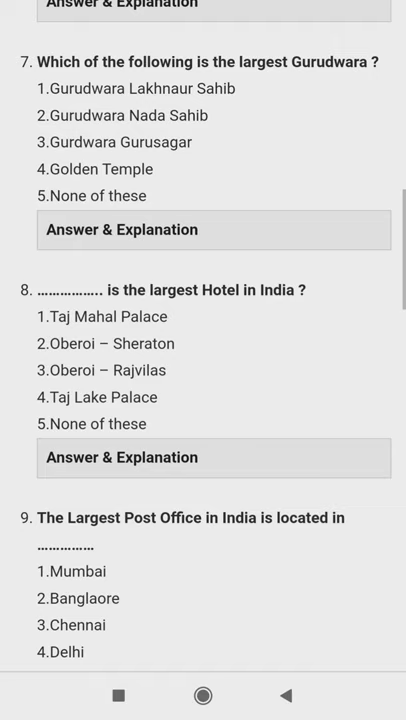 Answer & Explanation
7. Which of the following is the largest Gurudwara ?
1.Gurudwara Lakhnaur Sahib
2.Gurudwara Nada Sahib
3.Gurdwara Gurusagar
4.Golden Temple
5.None of these
Answer & Explanation
8. …………….. is the largest Hotel in India ?
1.Taj Mahal Palace
2.Oberoi – Sheraton
3.Oberoi – Rajvilas
4.Taj Lake Palace
5.None of these
Answer & Explanation
9. The Largest Post Office in India is located in
……………
1.Mumbai
2.Banglaore
3.Chennai
4.Delhi